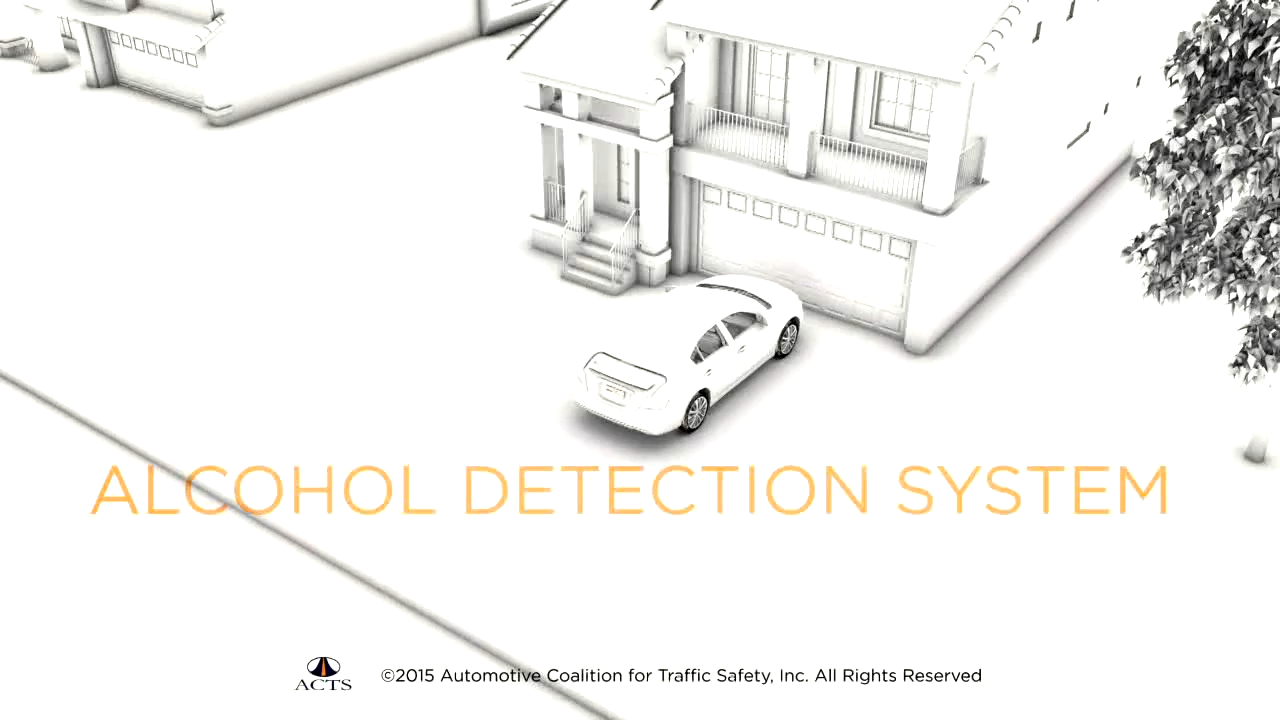 ALCOHOL DETECTION SYSTEM
ACTS ©2015 Automotive Coalition for Traffic Safety, Inc. All Rights Reserved